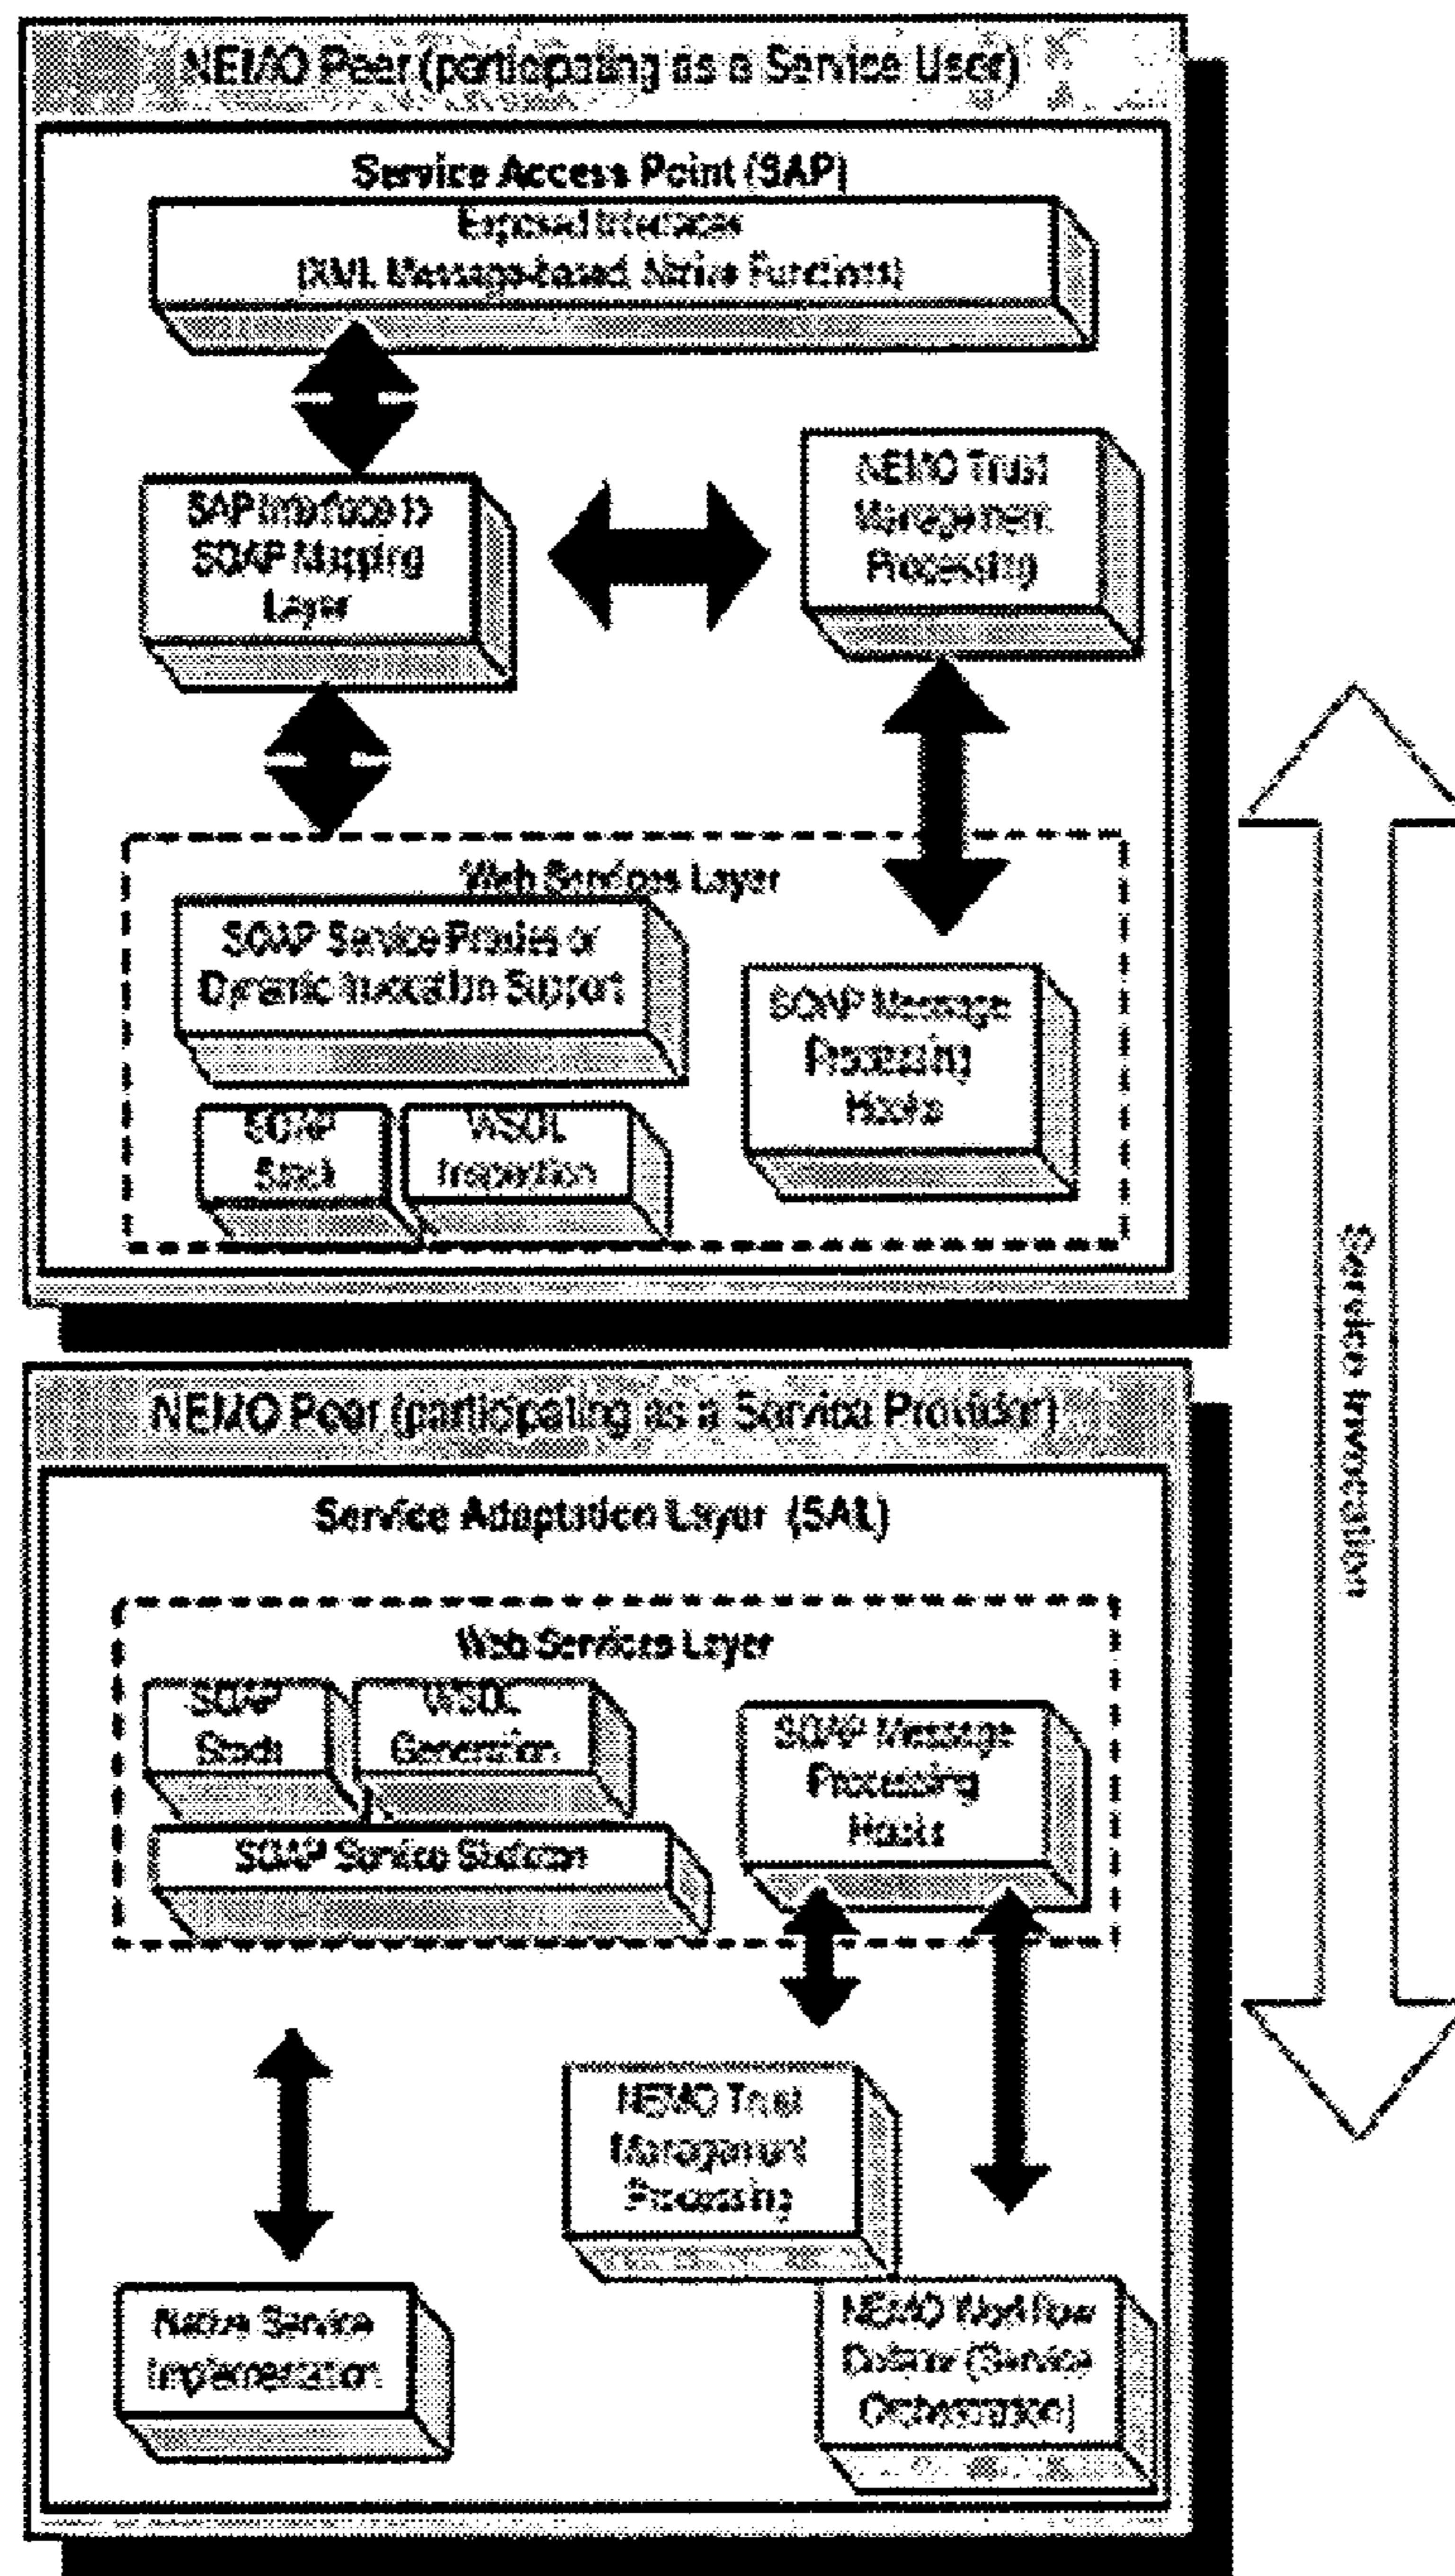 NEMO Peer (participating as a Service User)
Service Access Point (SAP)
Exposed Interfaces
(XML Message-based, Native Functions)
SAP Interface to
SOAP Mapping
Layer
NEMO Trust
Management
Processing
Web Services Layer
SOAP Service Proxies or
Dynamic Invocation Support
SOAP Message
Processing
Hooks
SOAP
Stack
WSDL
Inspection
Service Invocation
NEMO Peer (participating as a Service Provider)
Service Adaptation Layer (SAL)
Web Services Layer
SOAP
Stack
WSDL
Generation
SOAP Service Skeleton
SOAP Message
Processing
Hooks
NEMO Trust
Management
Processing
Native Service
Implementation
NEMO Workflow
(Service
Orchestration)